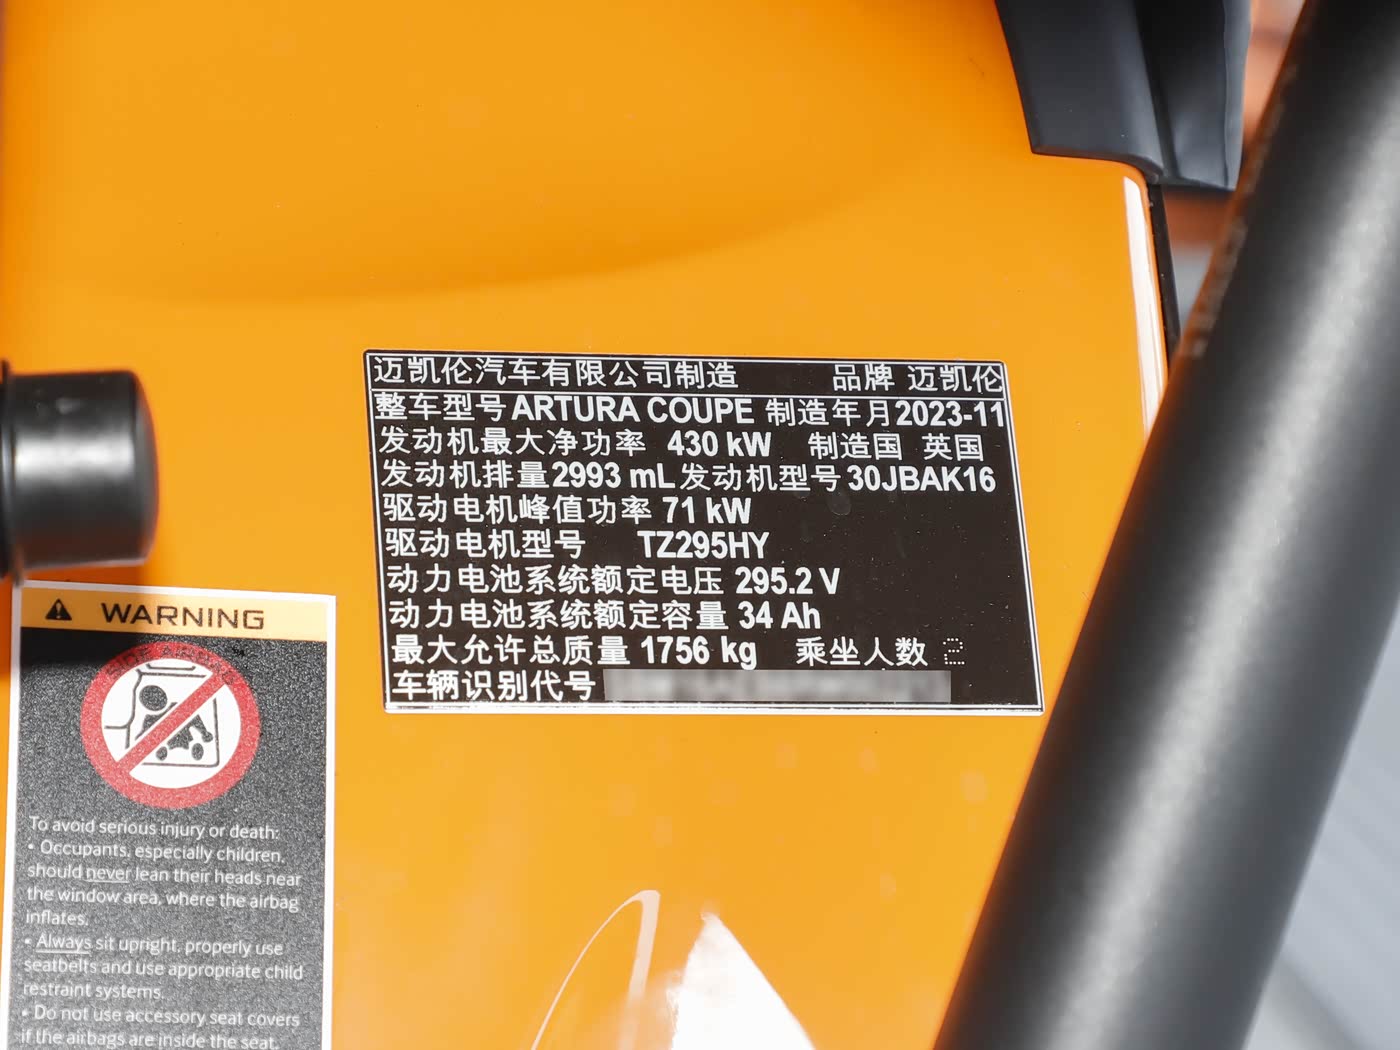 迈凯伦汽车有限公司制造 品牌 迈凯伦
整车型号 ARTURA COUPE 制造年月 2023-11
发动机最大净功率 430 kW 制造国 英国
发动机排量 2993 mL 发动机型号 30JBAK16
驱动电机峰值功率 71 kW
驱动电机型号 TZ295HY
动力电池系统额定电压 295.2 V
动力电池系统额定容量 34 Ah
最大允许总质量 1756 kg 乘坐人数 2
车辆识别代号
WARNING
To avoid serious injury or death:
• Occupants, especially children,
should never lean their heads near
the window area, where the airbag
inflates.
• Always sit upright, properly use
seatbelts and use appropriate child
restraint systems.
• Do not use accessory seat covers
if the airbags are inside the seat.